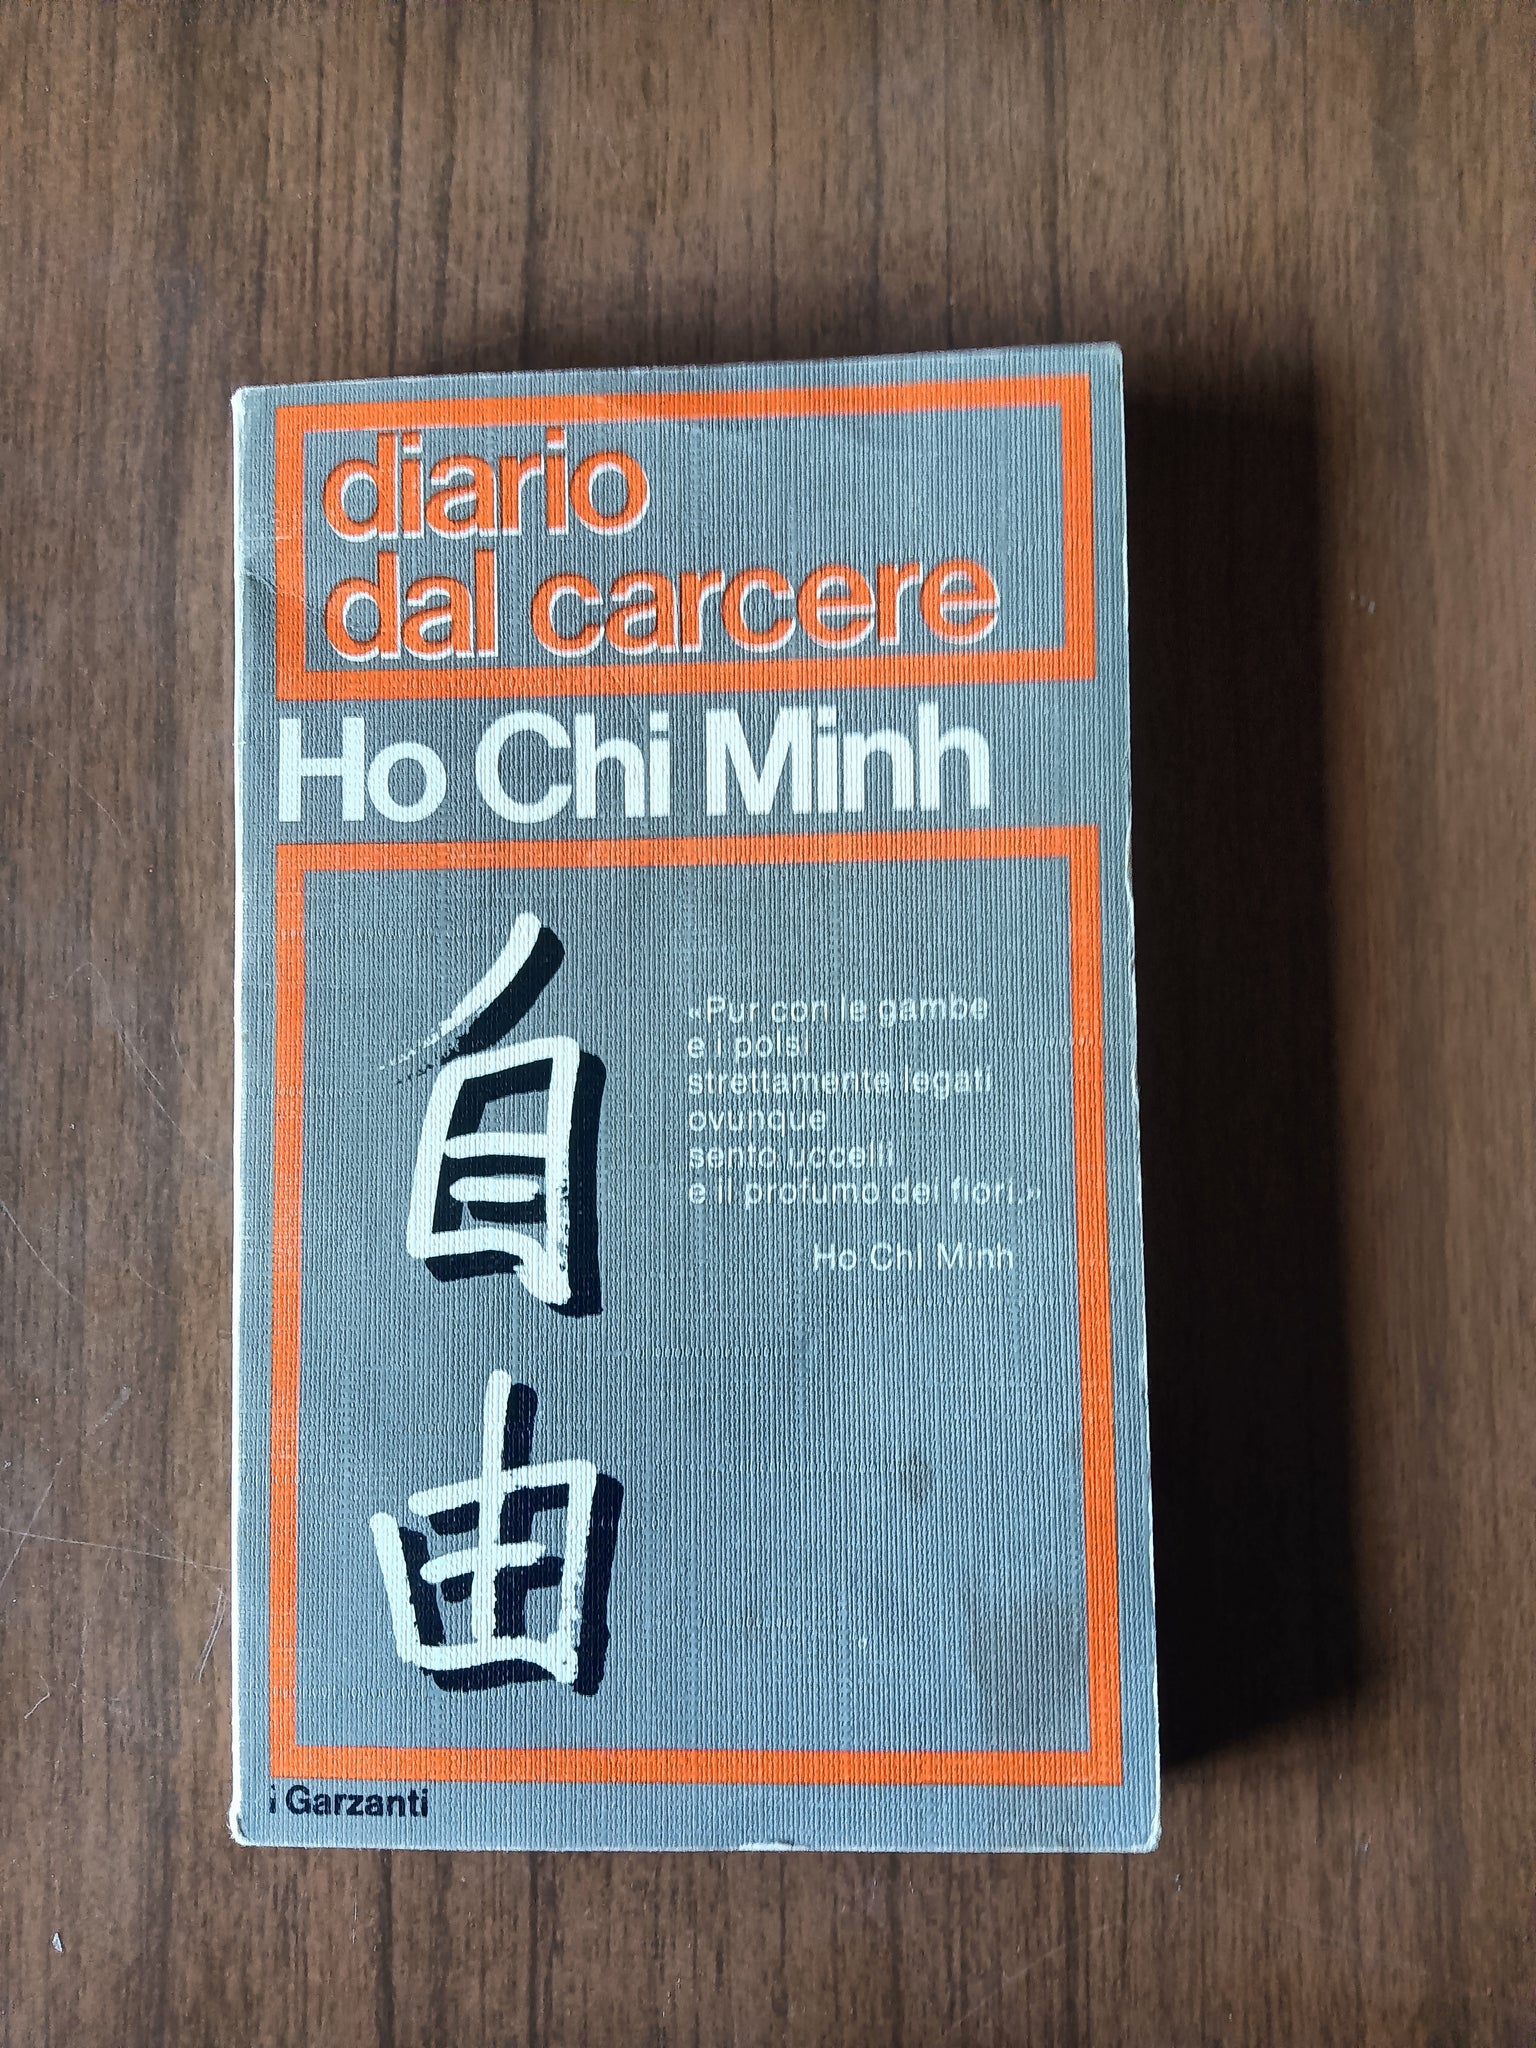 diario
dal carcere
Ho Chi Minh
自
由
«Pur con le gambe
e i polsi
strettamente legati
ovunque
sento uccelli
e il profumo dei fiori.»
Ho Chi Minh
i Garzanti